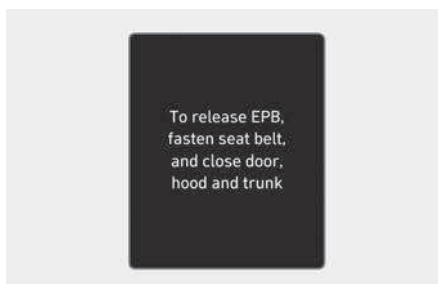 To release EPB,
fasten seat belt,
and close door,
hood and trunk